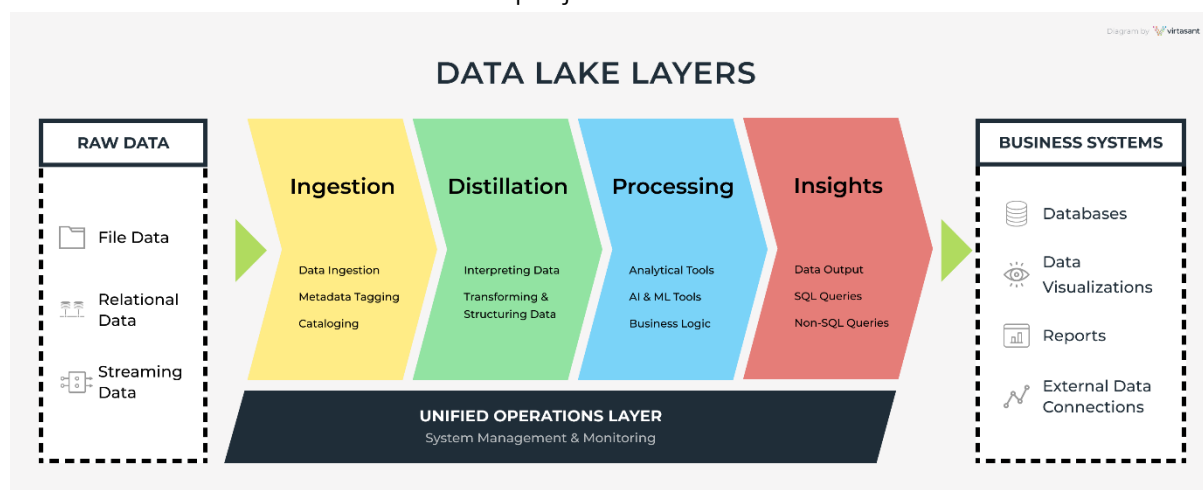 Diagram by virtasant
DATA LAKE LAYERS
RAW DATA
File Data
Relational
Data
Streaming
Data
Ingestion
Data Ingestion
Metadata Tagging
Cataloging
Distillation
Interpreting Data
Transforming &
Structuring Data
Processing
Analytical Tools
AI & ML Tools
Business Logic
Insights
Data Output
SQL Queries
Non-SQL Queries
UNIFIED OPERATIONS LAYER
System Management & Monitoring
BUSINESS SYSTEMS
Databases
Data
Visualizations
Reports
External Data
Connections